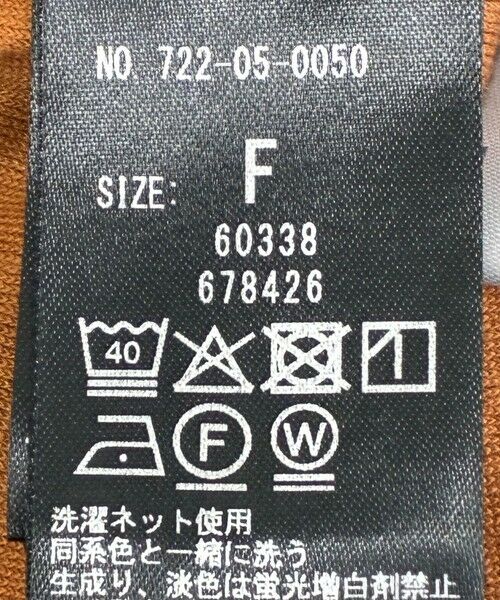 NO 722-05-0050
SIZE: F
60338
678426
40
F W
洗濯ネット使用
同系色と一緒に洗う
生成り、淡色は蛍光増白剤禁止